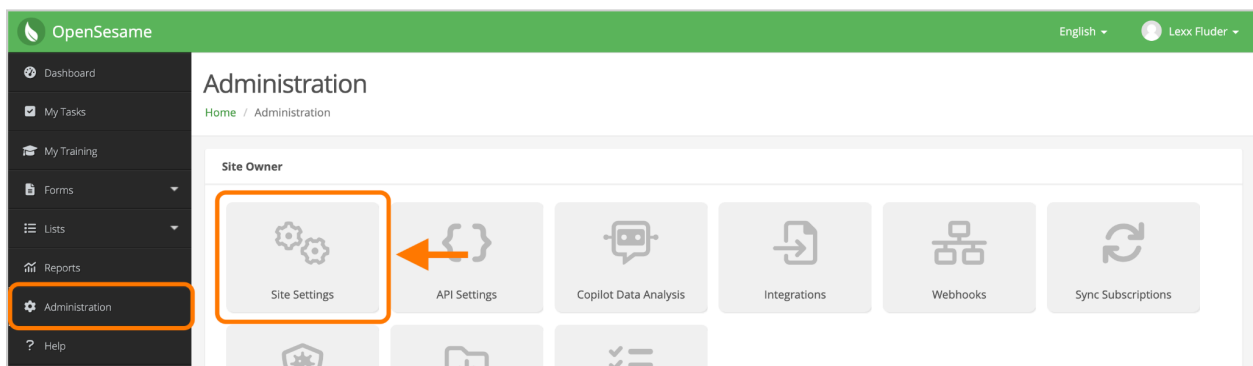 OpenSesame
English
Lexx Fluder
Dashboard
My Tasks
My Training
Forms
Lists
Reports
Administration
? Help
Administration
Home / Administration
Site Owner
Site Settings
API Settings
Copilot Data Analysis
Integrations
Webhooks
Sync Subscriptions